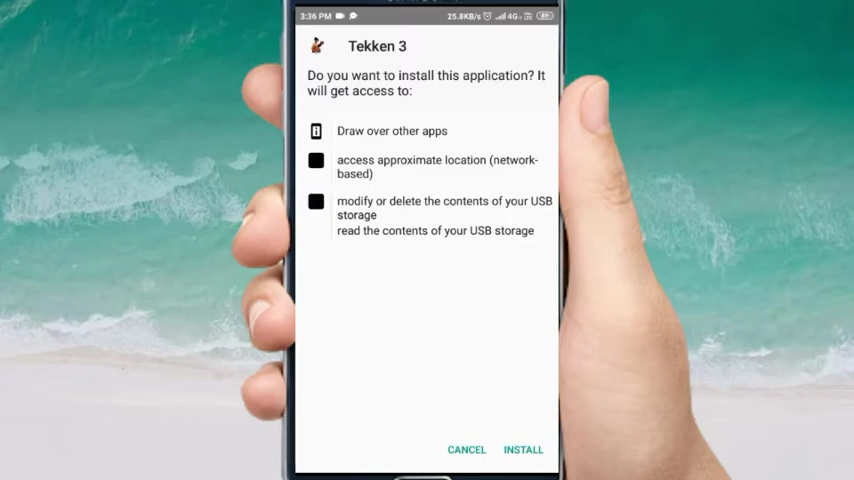 3:36 PM 25.8KB/s 4G
Tekken 3
Do you want to install this application? It
will get access to:
Draw over other apps
access approximate location (network-
based)
modify or delete the contents of your USB
storage
read the contents of your USB storage
CANCEL INSTALL